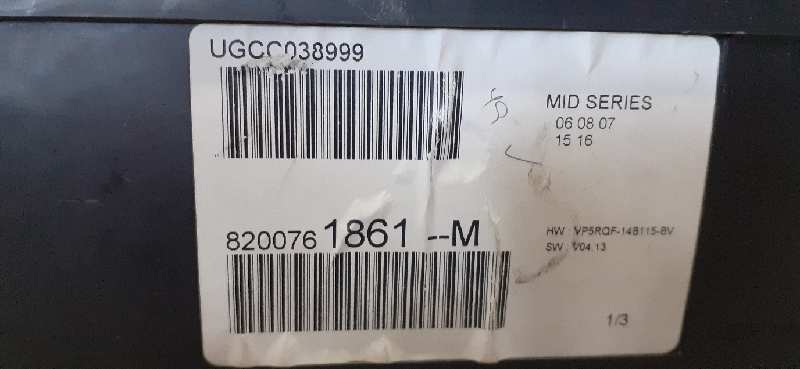 UGCC038999
MID SERIES
06 08 07
15 16
8200761861 --M
HW : VP5RQF-14B115-BV
SW : V04.13
1/3